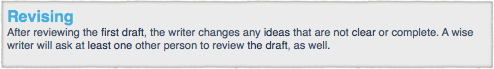 Revising
After reviewing the first draft, the writer changes any ideas that are not clear or complete. A wise
writer will ask at least one other person to review the draft, as well.